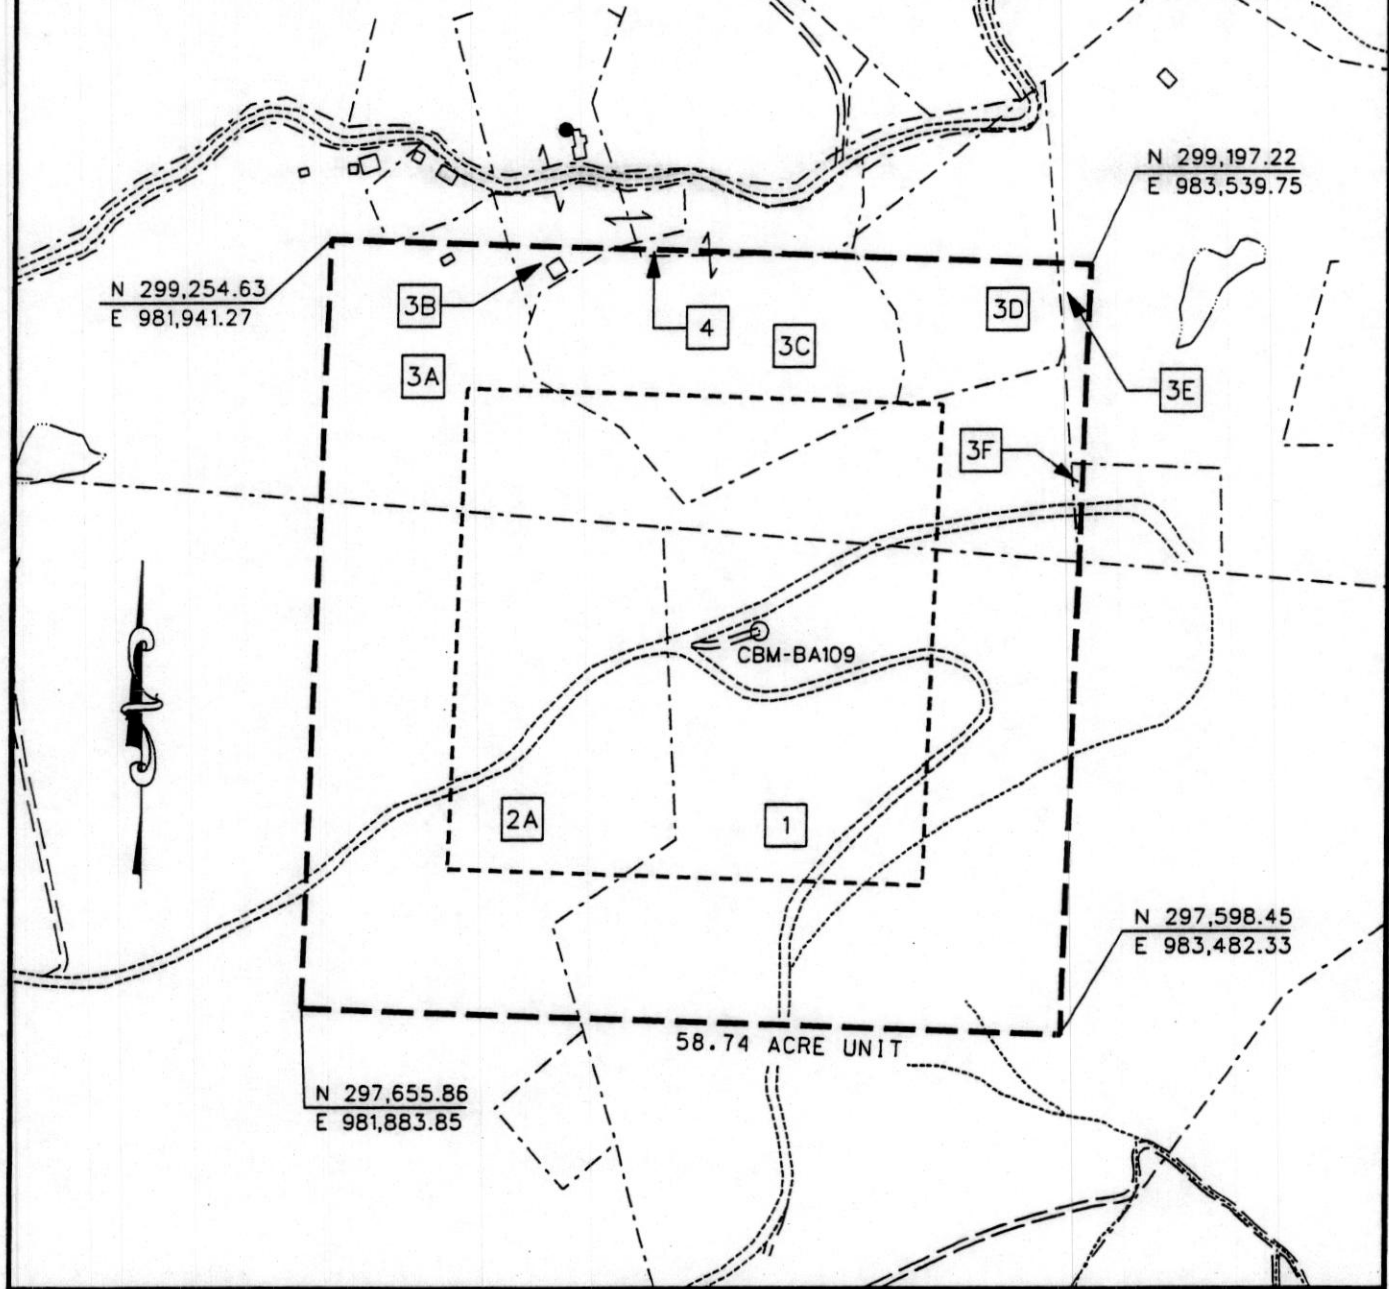 N 299,197.22
E 983,539.75
N 299,254.63
E 981,941.27
3B
4
3C
3D
3A
3E
3F
CBM-BA109
2A
1
N 297,598.45
E 983,482.33
58.74 ACRE UNIT
N 297,655.86
E 981,883.85